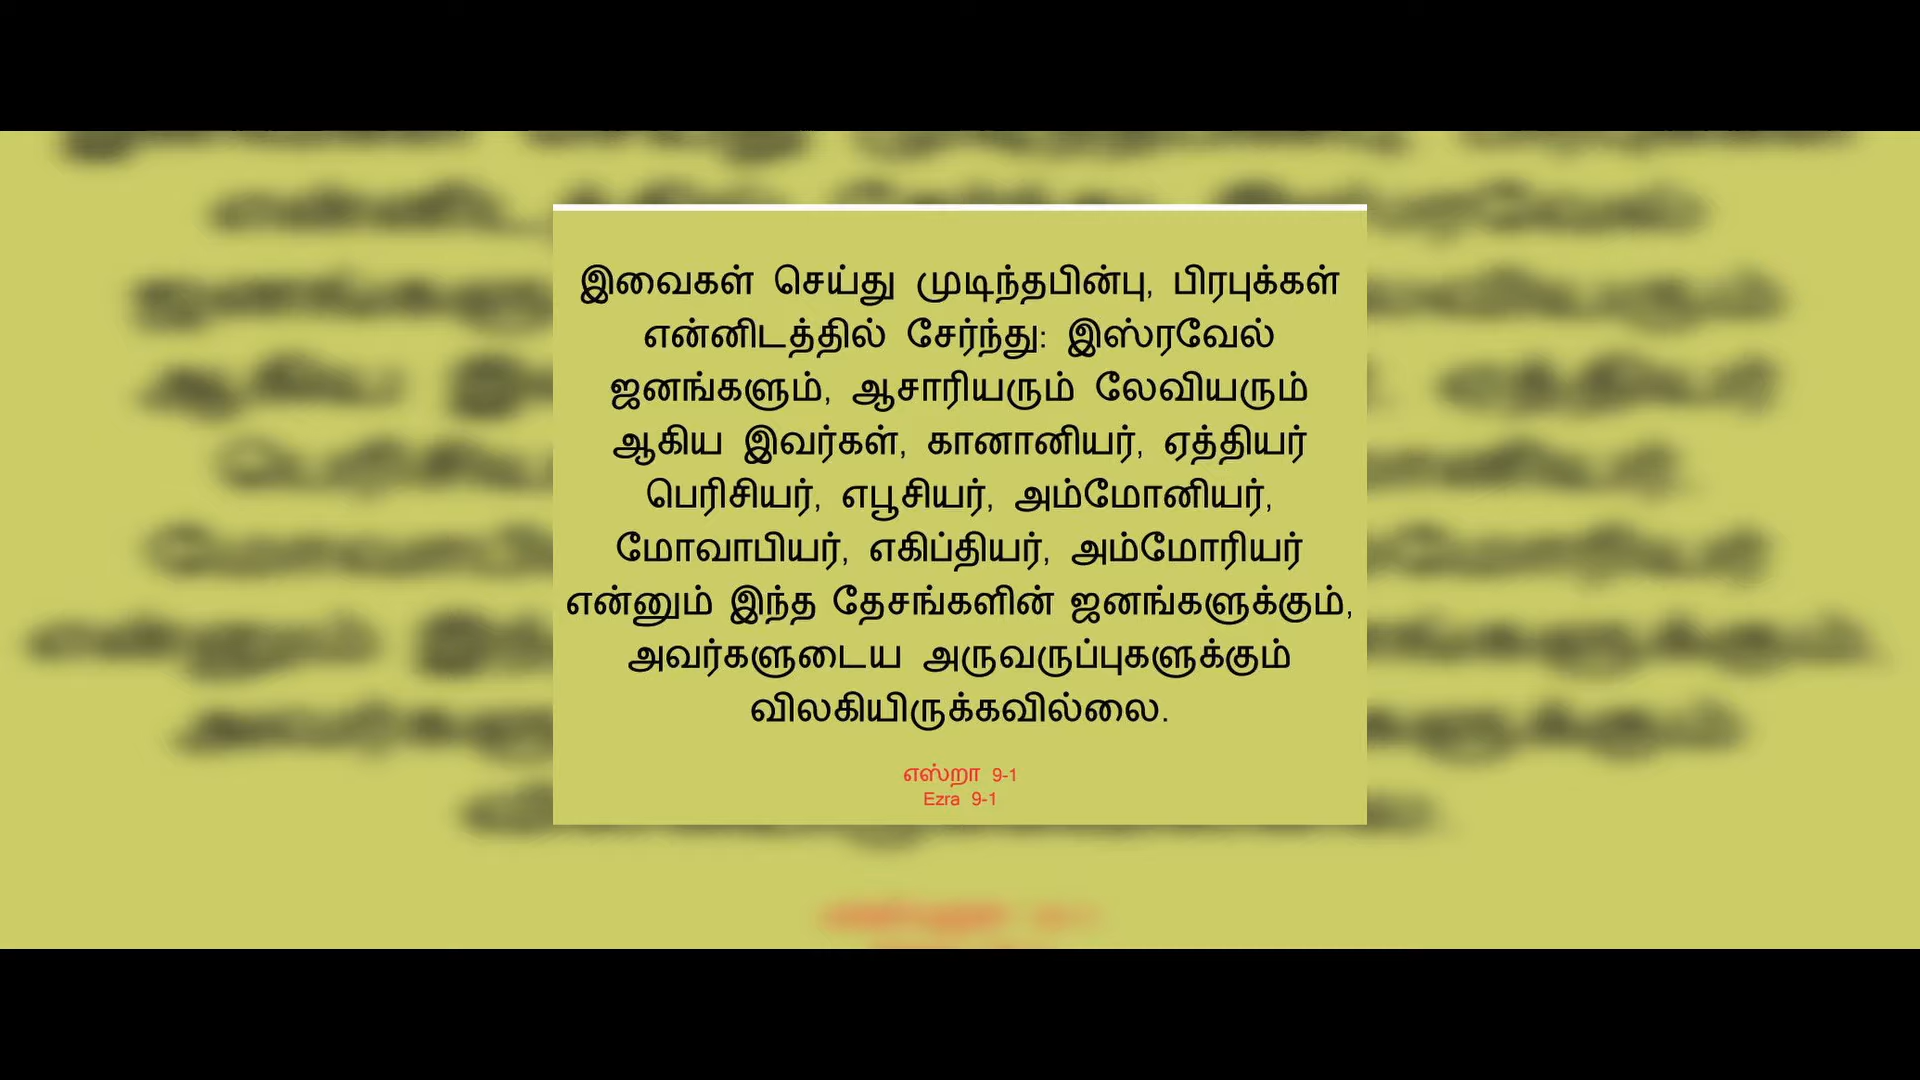 இவைகள் செய்து முடிந்தபின்பு, பிரபுக்கள்
என்னிடத்தில் சேர்ந்து: இஸ்ரவேல்
ஜனங்களும், ஆசாரியரும் லேவியரும்
ஆகிய இவர்கள், கானானியர், ஏத்தியர்
பெரிசியர், எபூசியர், அம்மோனியர்,
மோவாபியர், எகிப்தியர், அம்மோரியர்
என்னும் இந்த தேசங்களின் ஜனங்களுக்கும்,
அவர்களுடைய அருவருப்புகளுக்கும்
விலகியிருக்கவில்லை.
எஸ்றா 9-1
Ezra 9-1